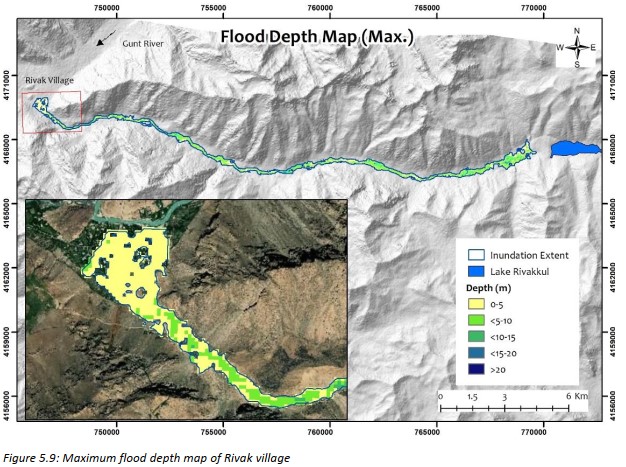 750000 755000 760000 765000 770000
Flood Depth Map (Max.)
Gunt River
N
W E
S
Rivak Village
4171000 4171000
4168000 4168000
4165000 4165000
4162000 4162000
4159000 4159000
4156000 4156000
Inundation Extent
Lake Rivakkul
Depth (m)
0-5
<5-10
<10-15
<15-20
>20
0 1.5 3 6 Km
750000 755000 760000 765000 770000
Figure 5.9: Maximum flood depth map of Rivak village